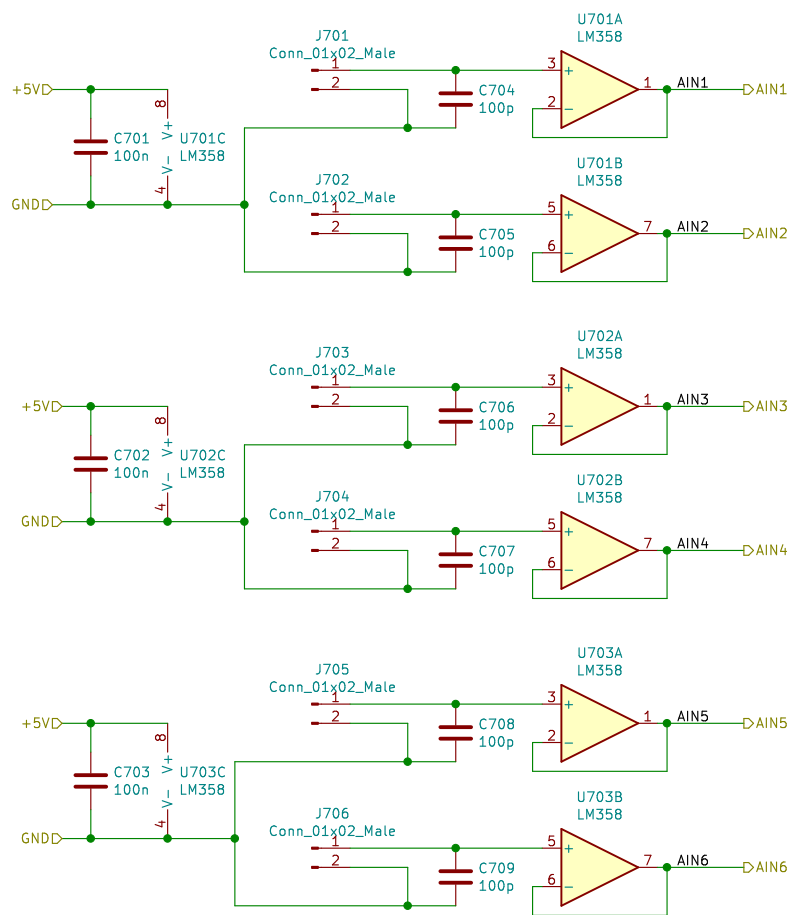 U701A
LM358
J701
Conn_01x02_Male
1
2
3
+
2
−
1
AIN1
AIN1
C704
100p
+5V
8
V+
C701
100n
U701C
LM358
V-
4
GND
J702
Conn_01x02_Male
1
2
U701B
LM358
5
+
6
−
7
AIN2
AIN2
C705
100p
U702A
LM358
J703
Conn_01x02_Male
1
2
3
+
2
−
1
AIN3
AIN3
C706
100p
+5V
8
V+
C702
100n
U702C
LM358
V-
4
GND
J704
Conn_01x02_Male
1
2
U702B
LM358
5
+
6
−
7
AIN4
AIN4
C707
100p
U703A
LM358
J705
Conn_01x02_Male
1
2
3
+
2
−
1
AIN5
AIN5
C708
100p
+5V
8
V+
C703
100n
U703C
LM358
V-
4
GND
J706
Conn_01x02_Male
1
2
U703B
LM358
5
+
6
−
7
AIN6
AIN6
C709
100p